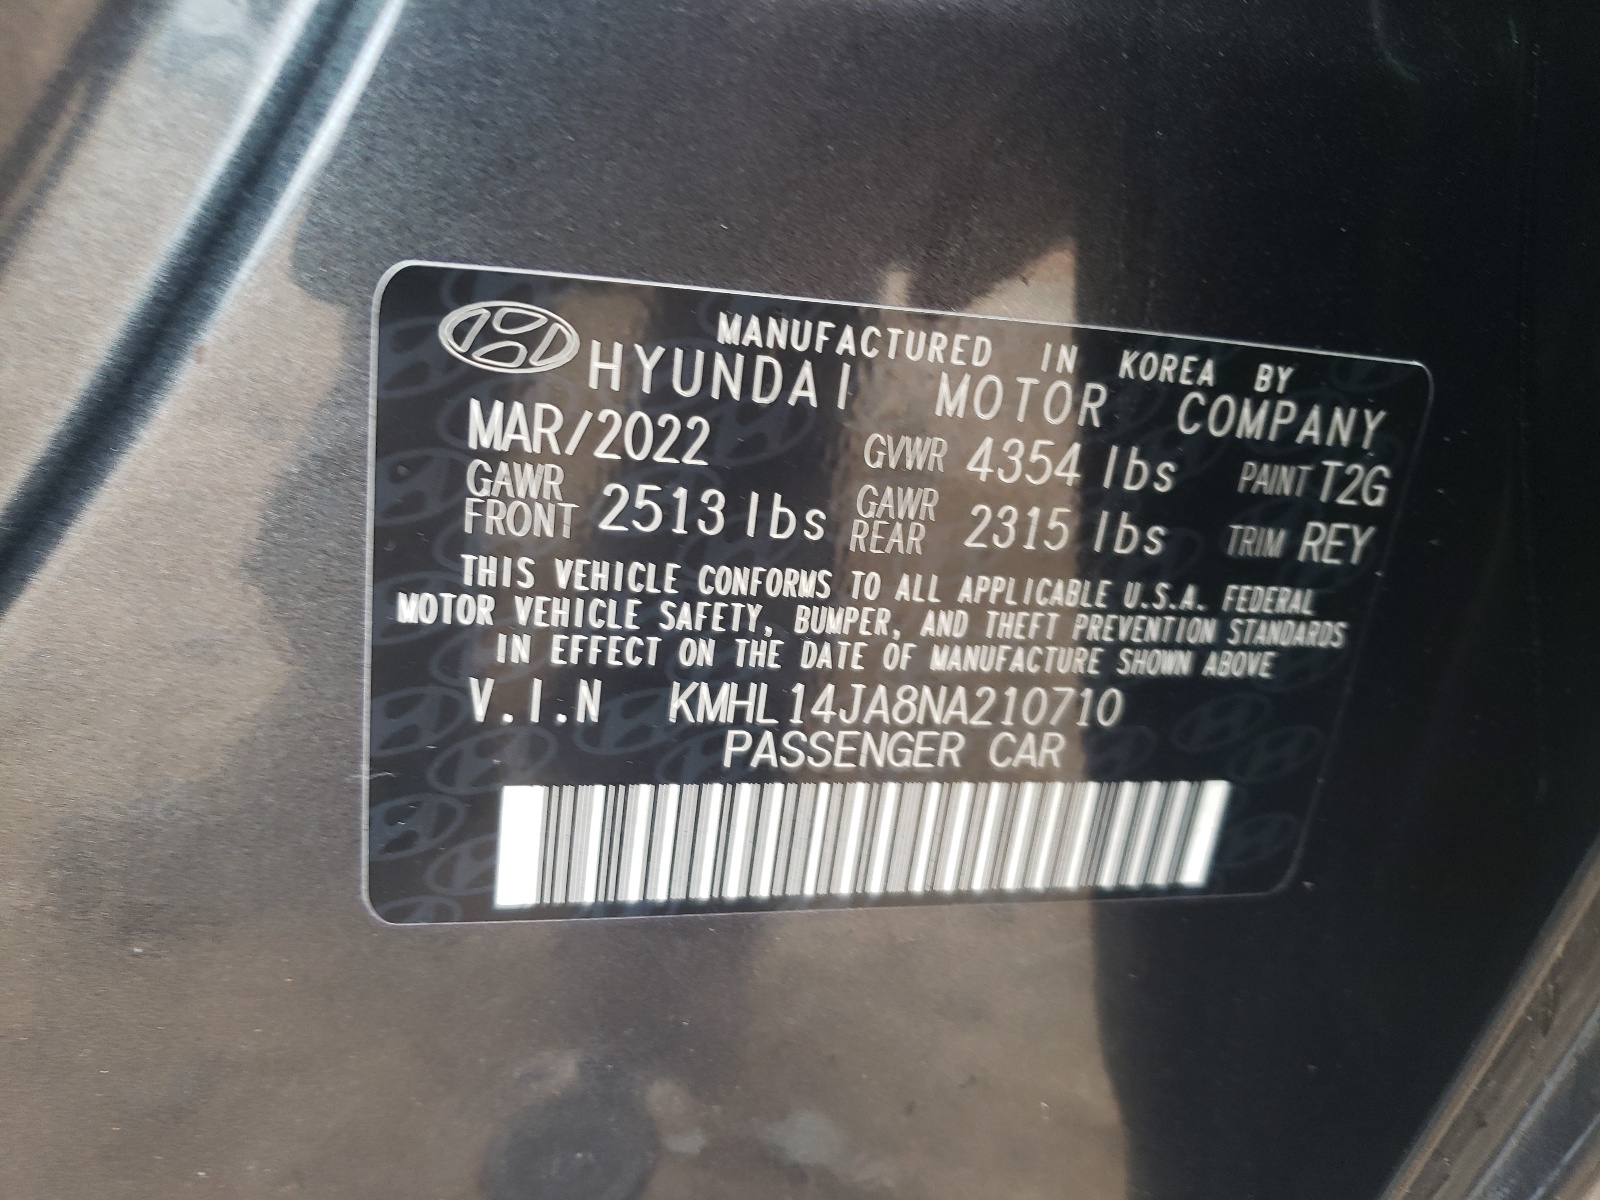 MANUFACTURED IN KOREA BY
HYUNDAI MOTOR COMPANY
MAR/2022 GVWR 4354 lbs PAINT T2G
GAWR FRONT 2513 lbs GAWR REAR 2315 lbs TRIM REY
THIS VEHICLE CONFORMS TO ALL APPLICABLE U.S.A. FEDERAL
MOTOR VEHICLE SAFETY, BUMPER, AND THEFT PREVENTION STANDARDS
IN EFFECT ON THE DATE OF MANUFACTURE SHOWN ABOVE
V.I.N KMHL14JA8NA210710
PASSENGER CAR